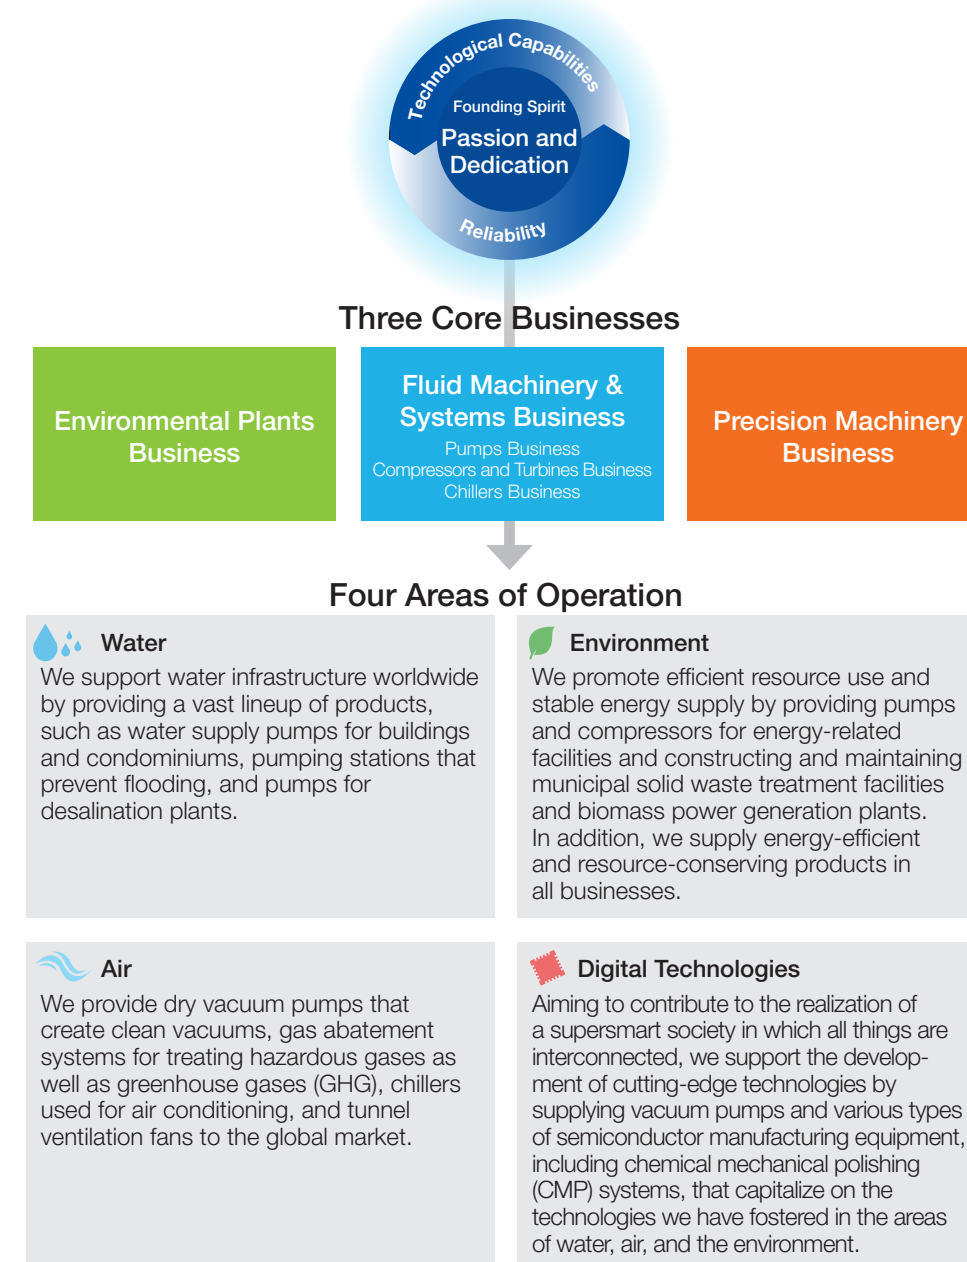 Technological Capabilities
Founding Spirit
Passion and
Dedication
Reliability
Three Core Businesses
Environmental Plants
Business
Fluid Machinery &
Systems Business
Pumps Business
Compressors and Turbines Business
Chillers Business
Precision Machinery
Business
Four Areas of Operation
Water
We support water infrastructure worldwide
by providing a vast lineup of products,
such as water supply pumps for buildings
and condominiums, pumping stations that
prevent flooding, and pumps for
desalination plants.
Environment
We promote efficient resource use and
stable energy supply by providing pumps
and compressors for energy-related
facilities and constructing and maintaining
municipal solid waste treatment facilities
and biomass power generation plants.
In addition, we supply energy-efficient
and resource-conserving products in
all businesses.
Air
We provide dry vacuum pumps that
create clean vacuums, gas abatement
systems for treating hazardous gases as
well as greenhouse gases (GHG), chillers
used for air conditioning, and tunnel
ventilation fans to the global market.
Digital Technologies
Aiming to contribute to the realization of
a supersmart society in which all things are
interconnected, we support the develop-
ment of cutting-edge technologies by
supplying vacuum pumps and various types
of semiconductor manufacturing equipment,
including chemical mechanical polishing
(CMP) systems, that capitalize on the
technologies we have fostered in the areas
of water, air, and the environment.